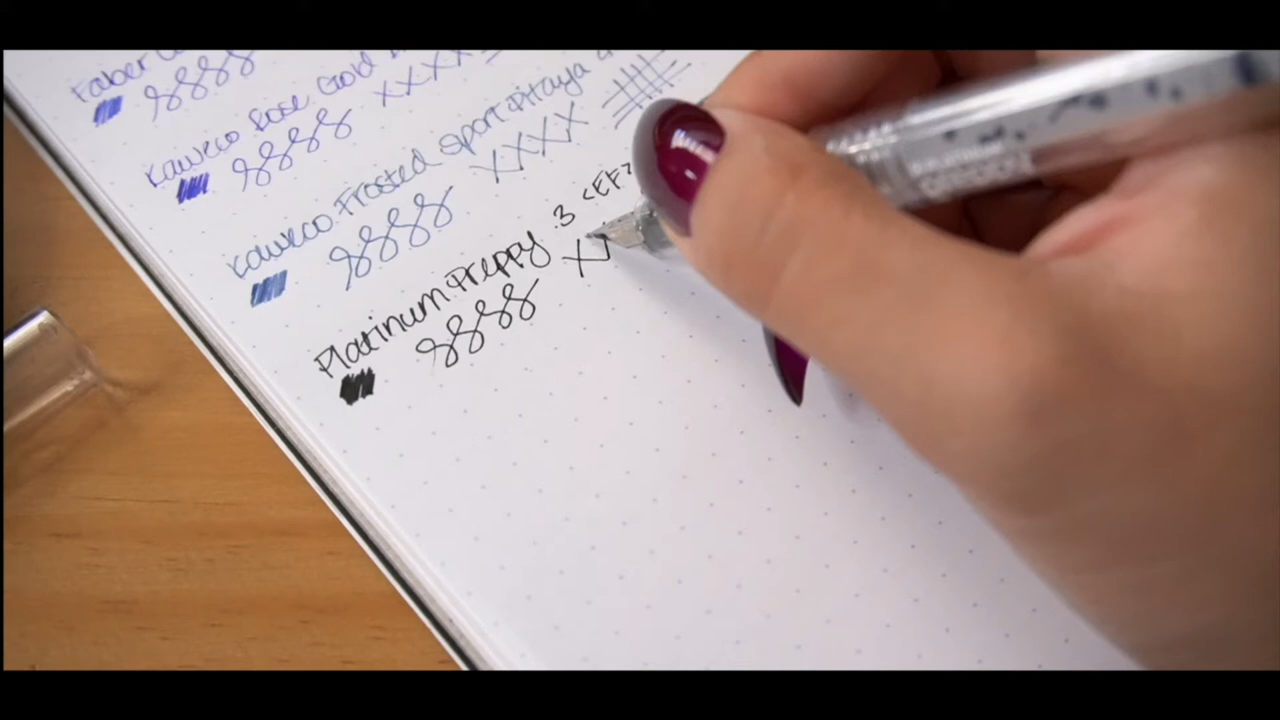 Faber
8888
Kaweco Rose Gold
8888 XXXX
Kaweco Frosted Sport Pitaya
8888 XXXX
Platinum Preppy .3 <EF>
8888 X